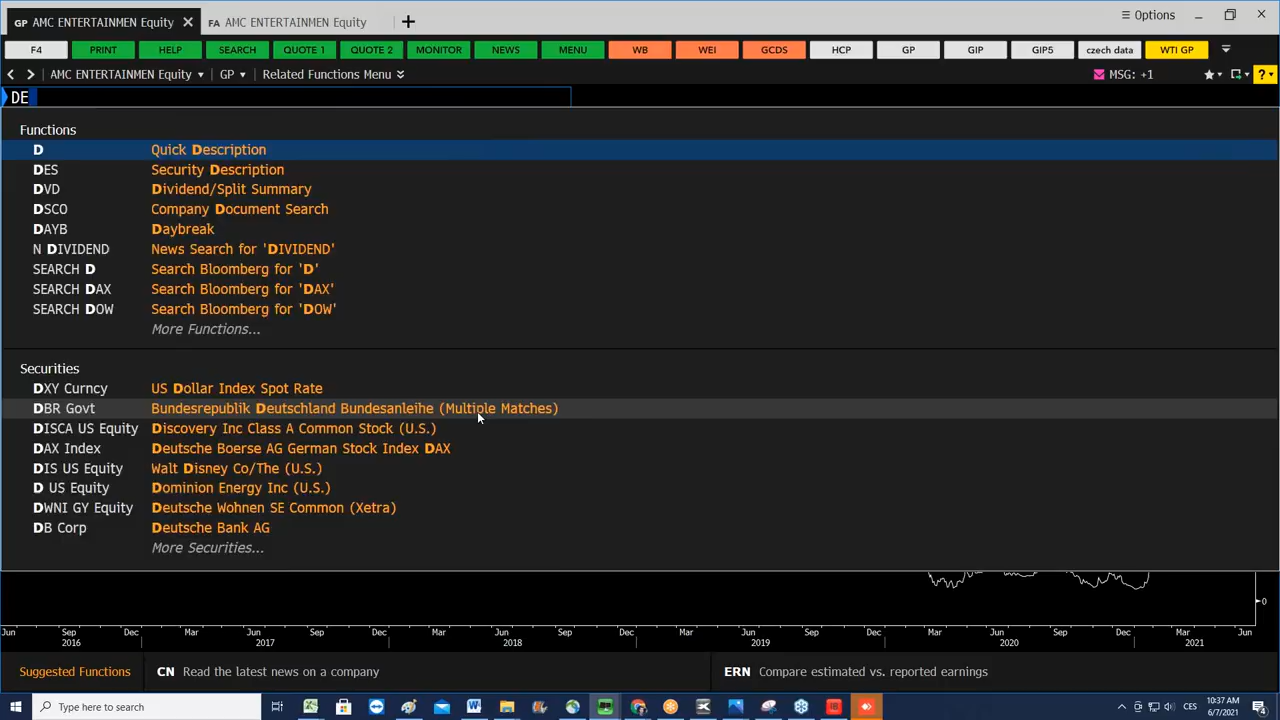 GP AMC ENTERTAINMEN Equity
FA AMC ENTERTAINMEN Equity
Options
F4 PRINT HELP SEARCH QUOTE 1 QUOTE 2 MONITOR NEWS MENU WB WEI GCDS HCP GP GIP GIP5 czech data WTI GP
AMC ENTERTAINMEN Equity GP Related Functions Menu MSG: +1 ?
DE
Functions
D Quick Description
DES Security Description
DVD Dividend/Split Summary
DSCO Company Document Search
DAYB Daybreak
N DIVIDEND News Search for 'DIVIDEND'
SEARCH D Search Bloomberg for 'D'
SEARCH DAX Search Bloomberg for 'DAX'
SEARCH DOW Search Bloomberg for 'DOW'
More Functions...
Securities
DXY Curncy US Dollar Index Spot Rate
DBR Govt Bundesrepublik Deutschland Bundesanleihe (Multiple Matches)
DISCA US Equity Discovery Inc Class A Common Stock (U.S.)
DAX Index Deutsche Boerse AG German Stock Index DAX
DIS US Equity Walt Disney Co/The (U.S.)
D US Equity Dominion Energy Inc (U.S.)
DWNI GY Equity Deutsche Wohnen SE Common (Xetra)
DB Corp Deutsche Bank AG
More Securities...
0
Jun Sep Dec Mar Jun Sep Dec Mar Jun Sep Dec Mar Jun Sep Dec Mar Jun Sep Dec Mar Jun
2016 2017 2018 2019 2020 2021
Suggested Functions CN Read the latest news on a company ERN Compare estimated vs. reported earnings
Type here to search
CES
10:37 AM
6/7/2021